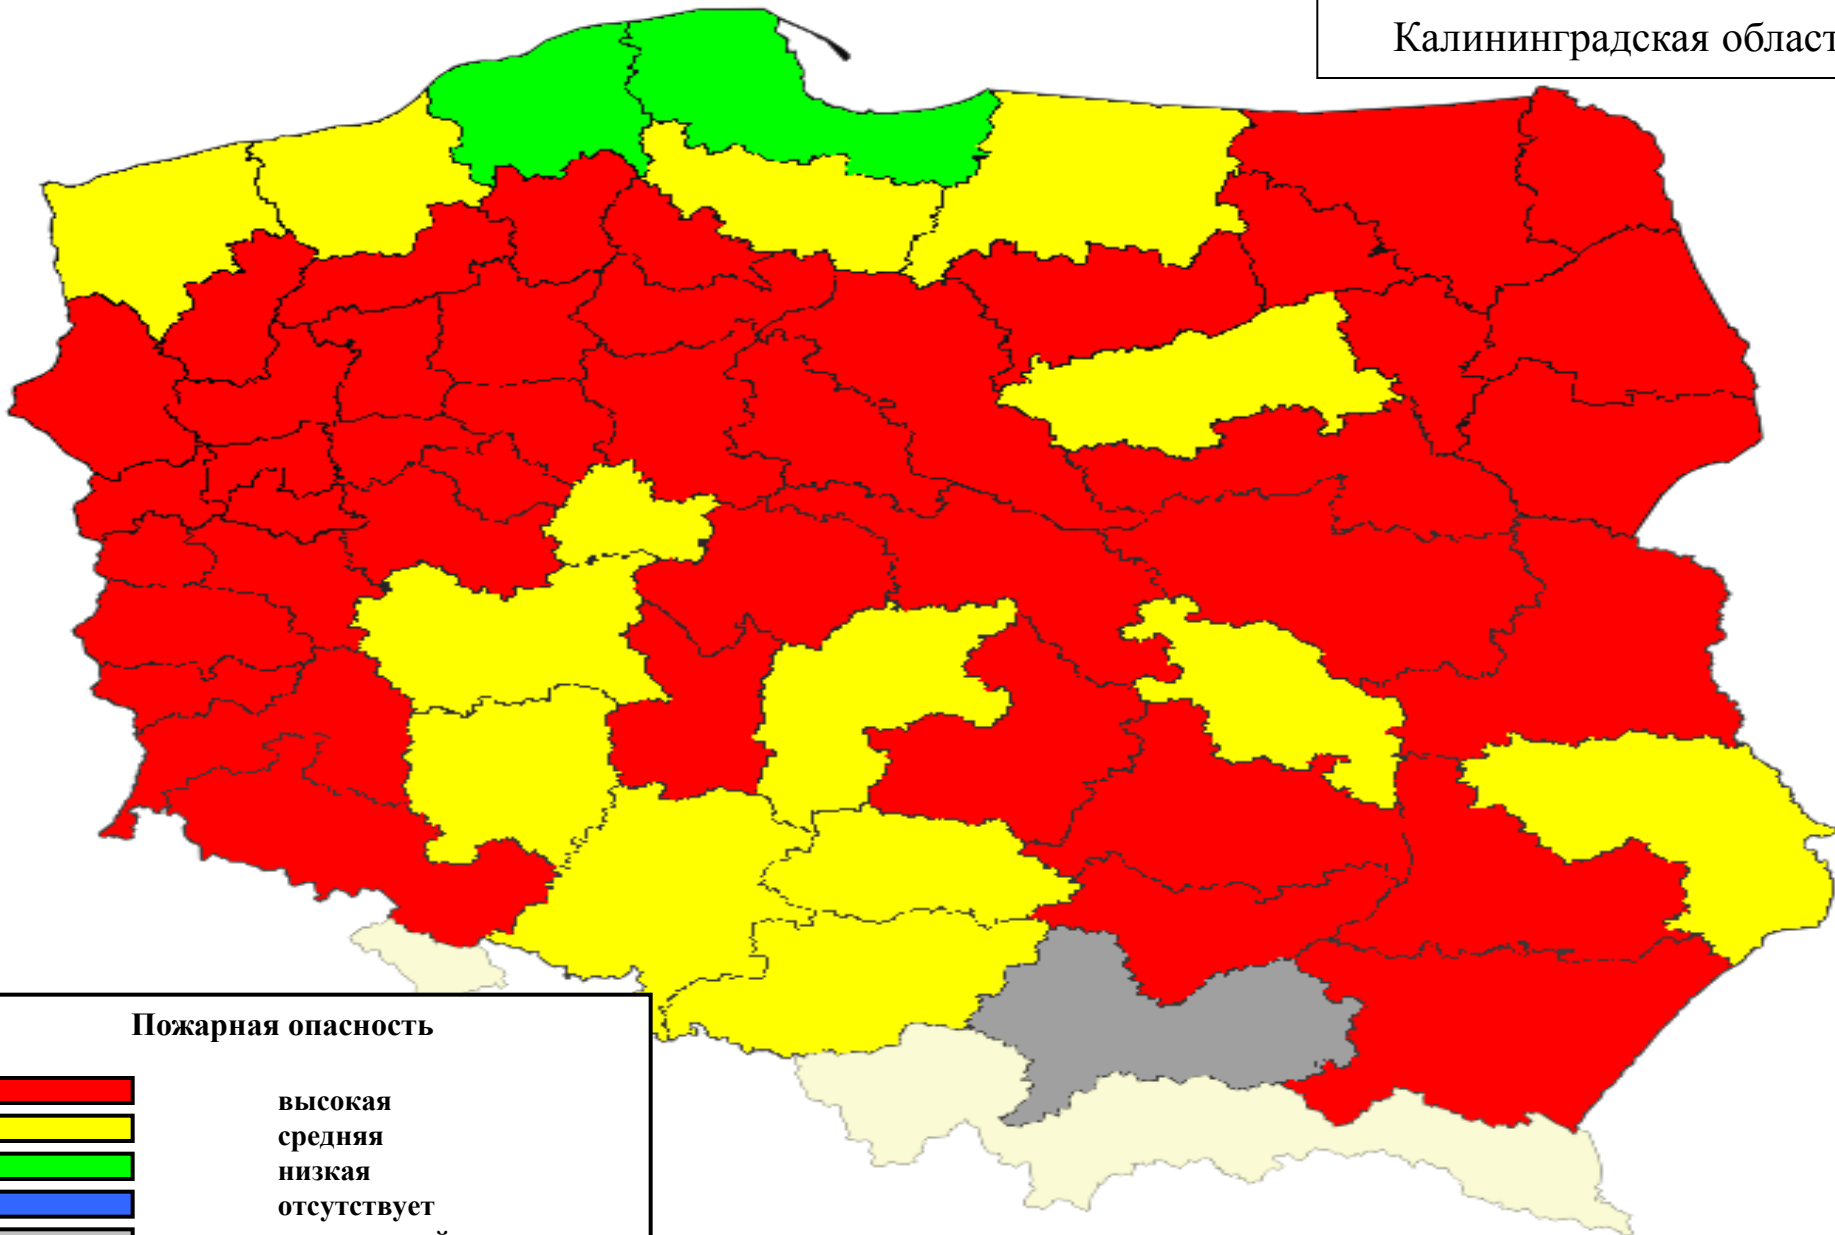 Калининградская област
Пожарная опасность
высокая
средняя
низкая
отсутствует